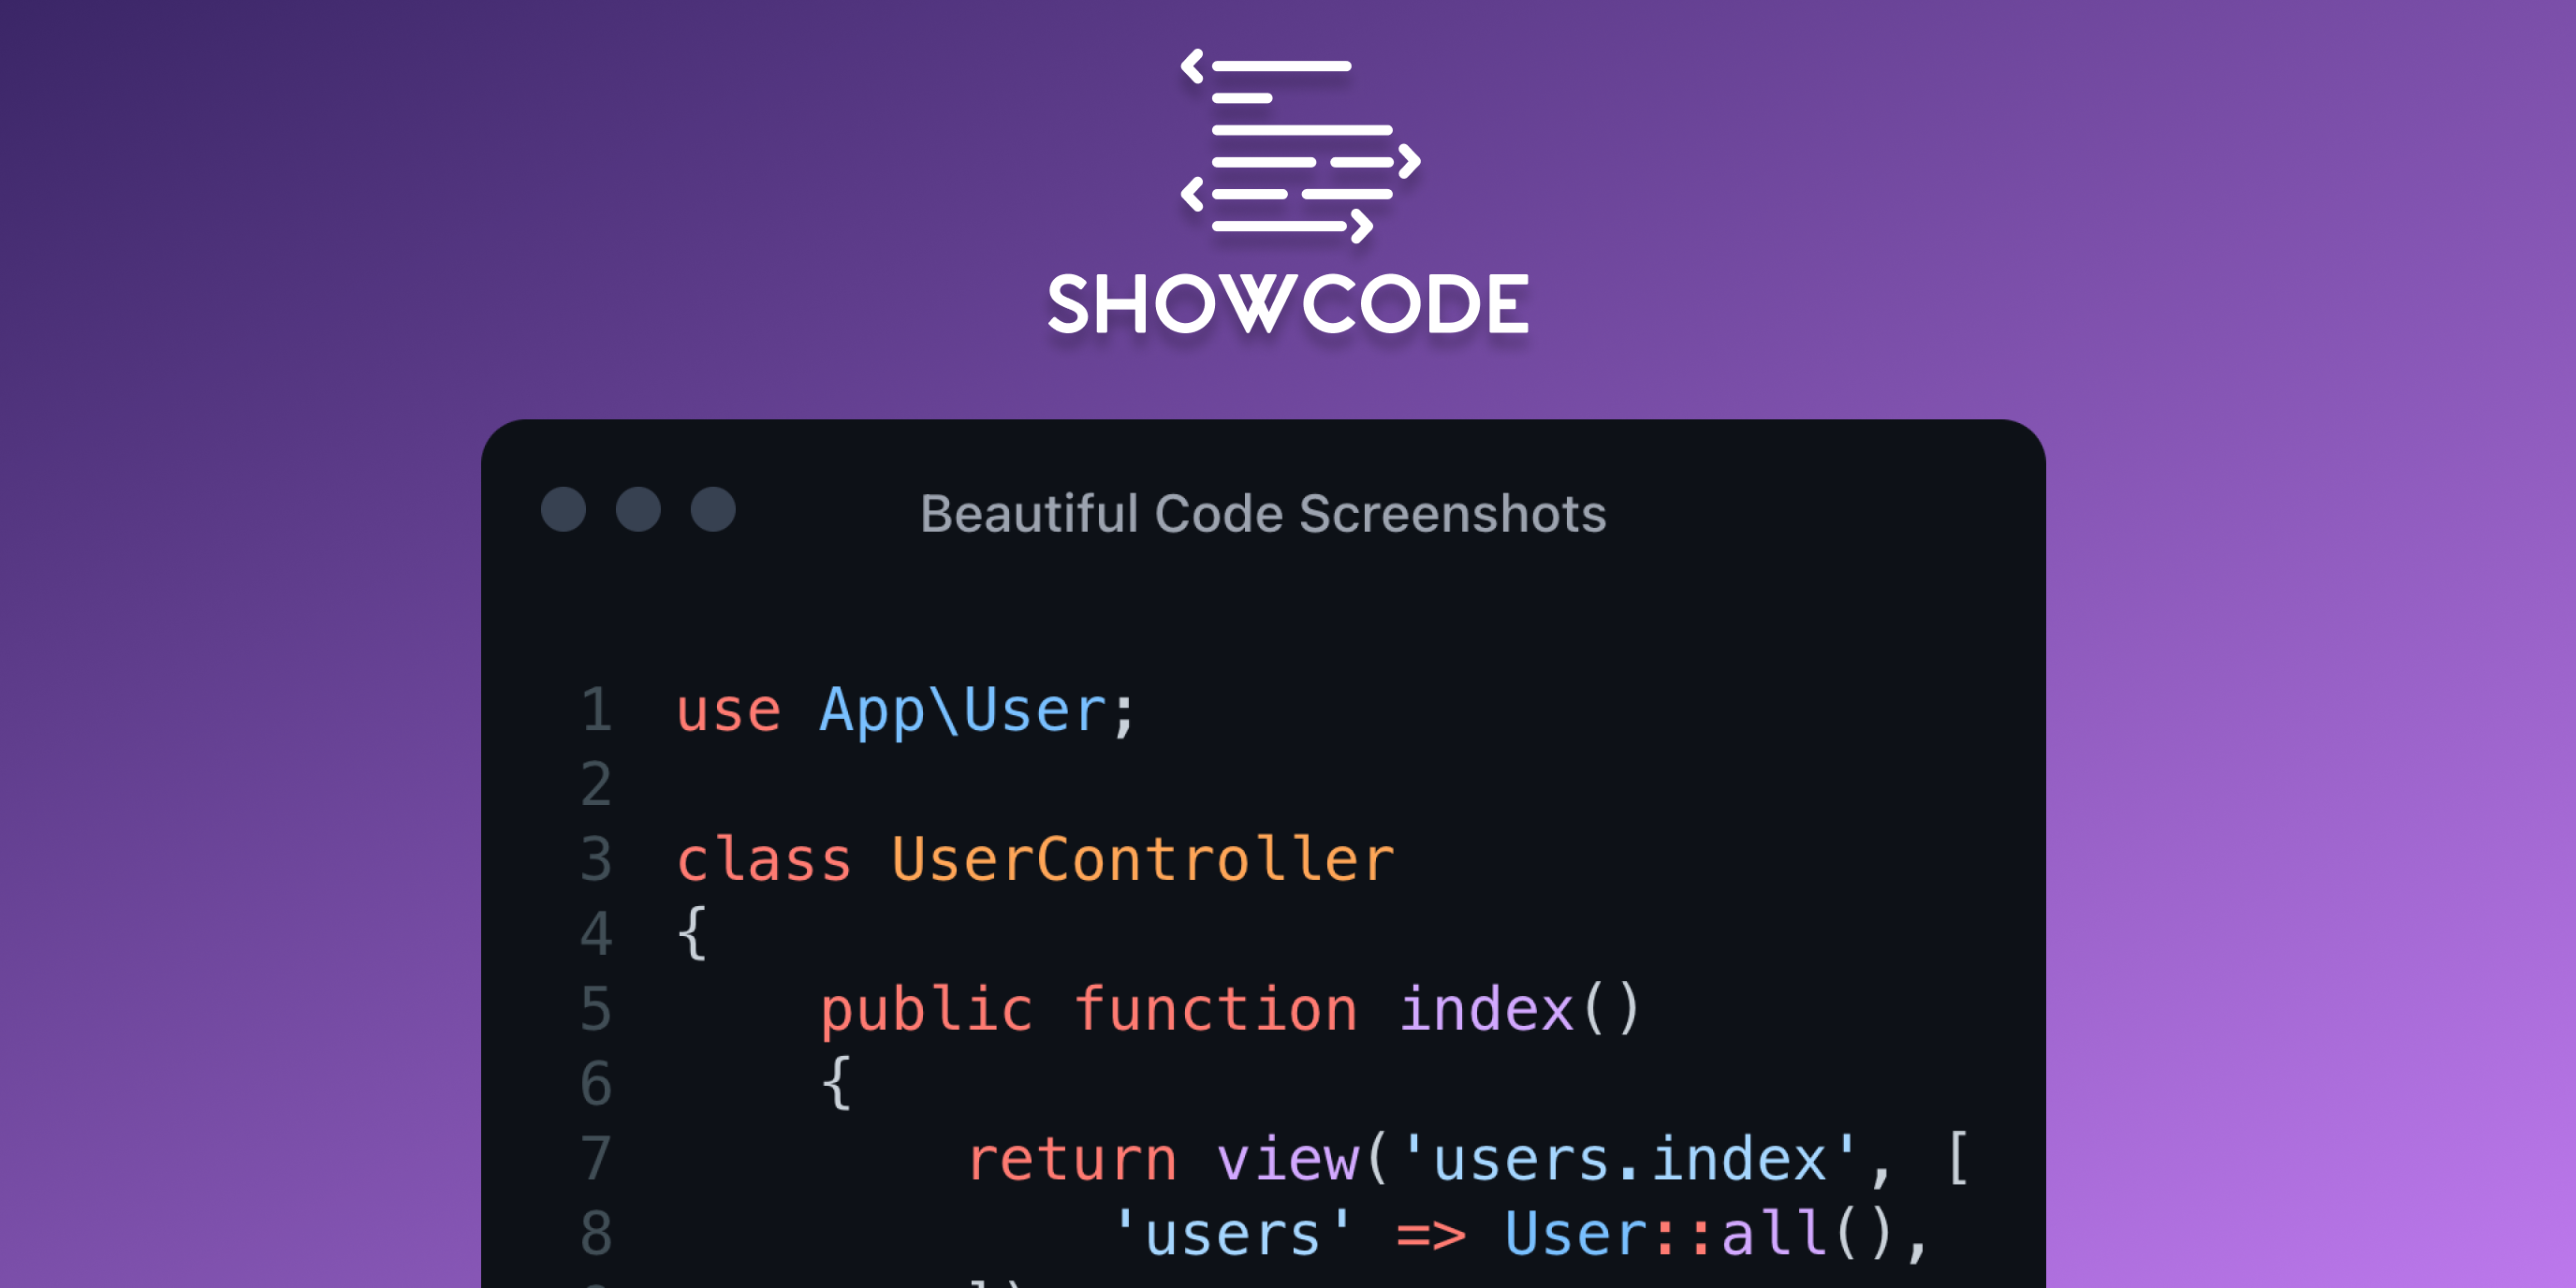 SHOWCODE
Beautiful Code Screenshots
1 use App\User;
2
3 class UserController
4 {
5     public function index()
6     {
7         return view('users.index', [
8             'users' => User::all(),